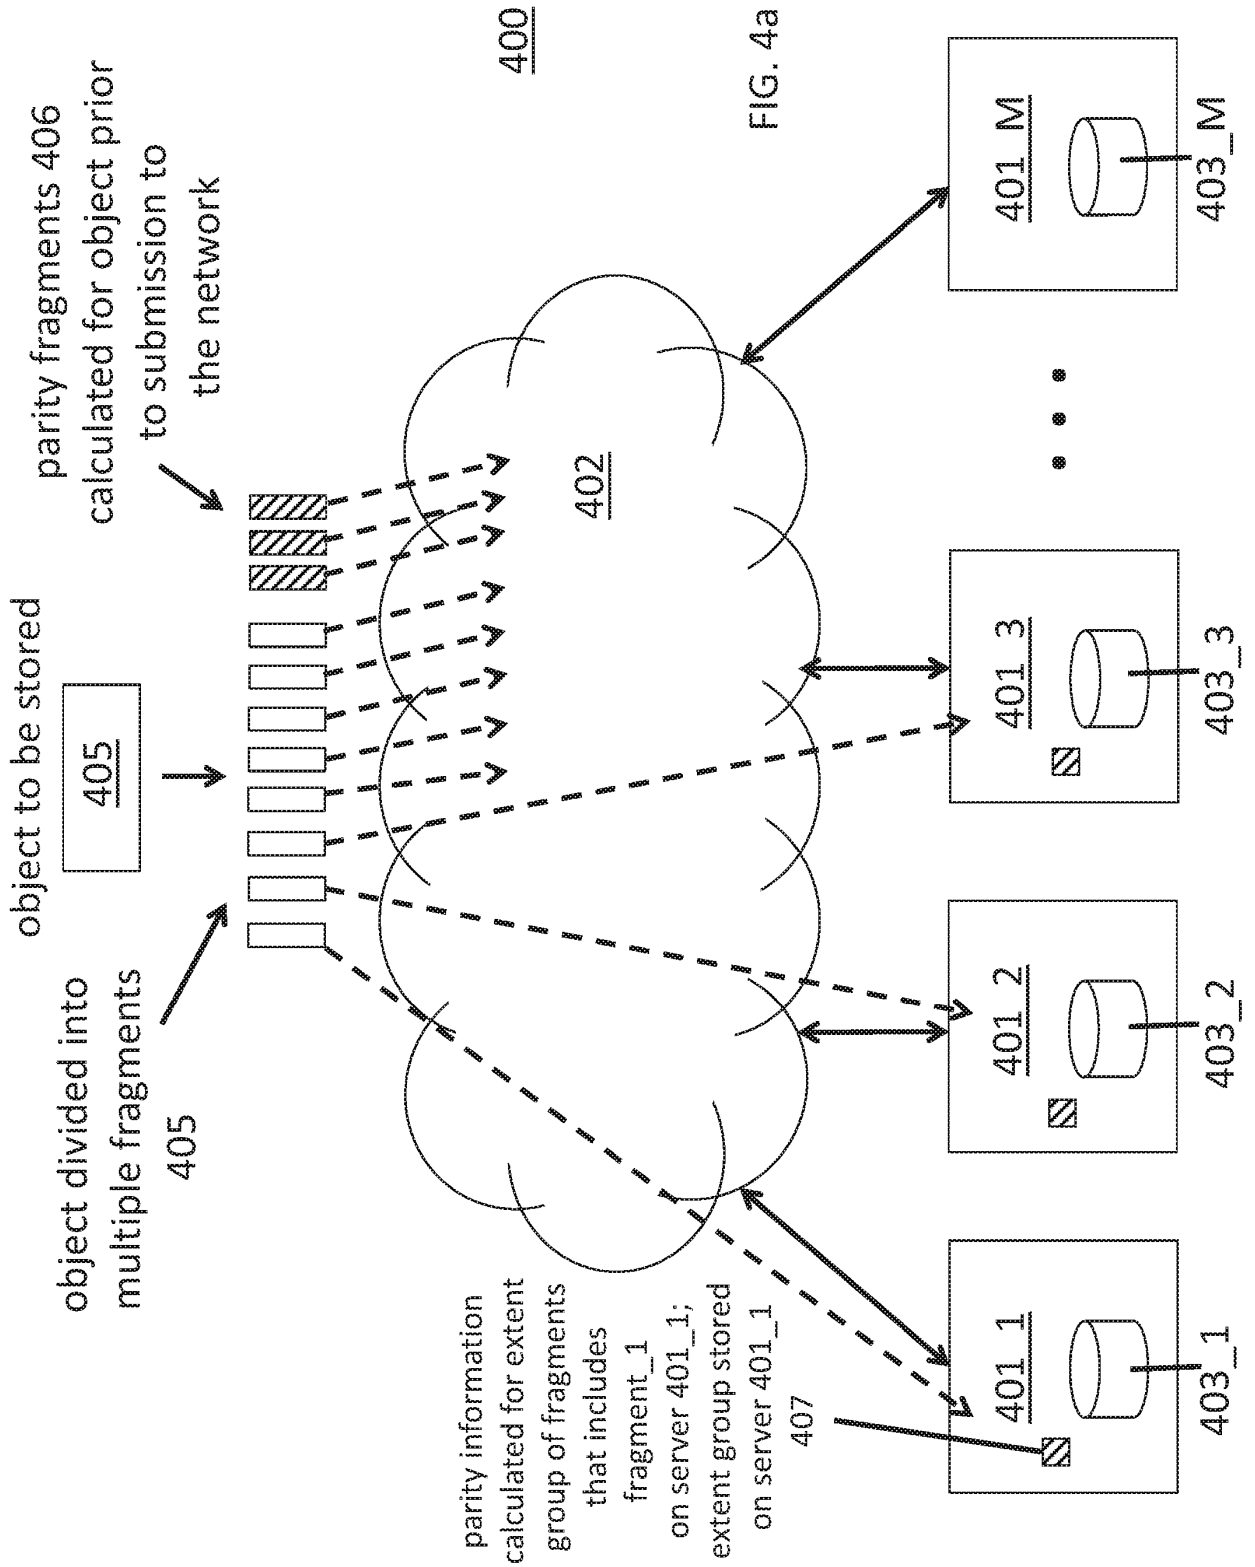 object to be stored
405
object divided into
multiple fragments
405
parity fragments 406
calculated for object prior
to submission to
the network
402
400
parity information
calculated for extent
group of fragments
that includes
fragment_1
on server 401_1;
extent group stored
on server 401_1
407
FIG. 4a
401_1
401_2
401_3
401_M
403_1
403_2
403_3
403_M